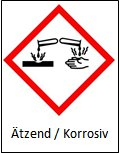 Ätzend / Korrosiv